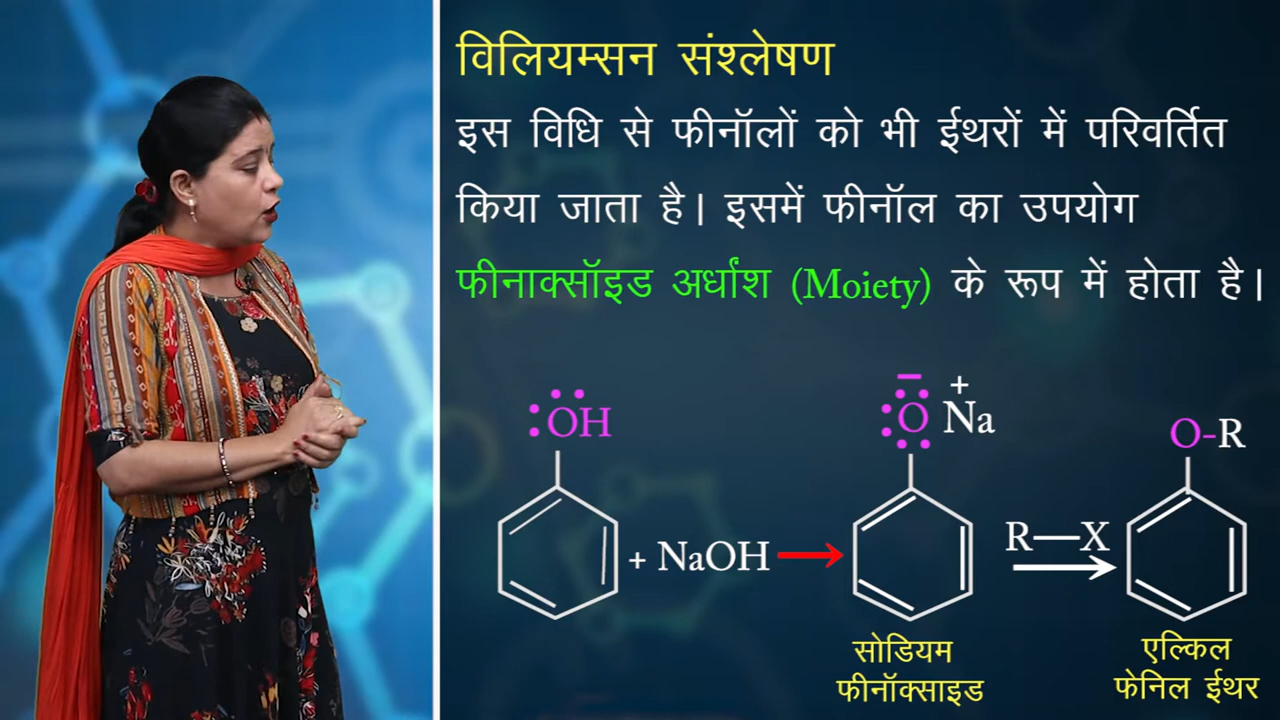 विलियम्सन संश्लेषण
इस विधि से फीनॉलों को भी ईथरों में परिवर्तित
किया जाता है। इसमें फीनॉल का उपयोग
फीनाक्सॉइड अर्धांश (Moiety) के रूप में होता है।
OH
O Na
+
O-R
+ NaOH
R—X
सोडियम
फीनॉक्साइड
एल्किल
फेनिल ईथर